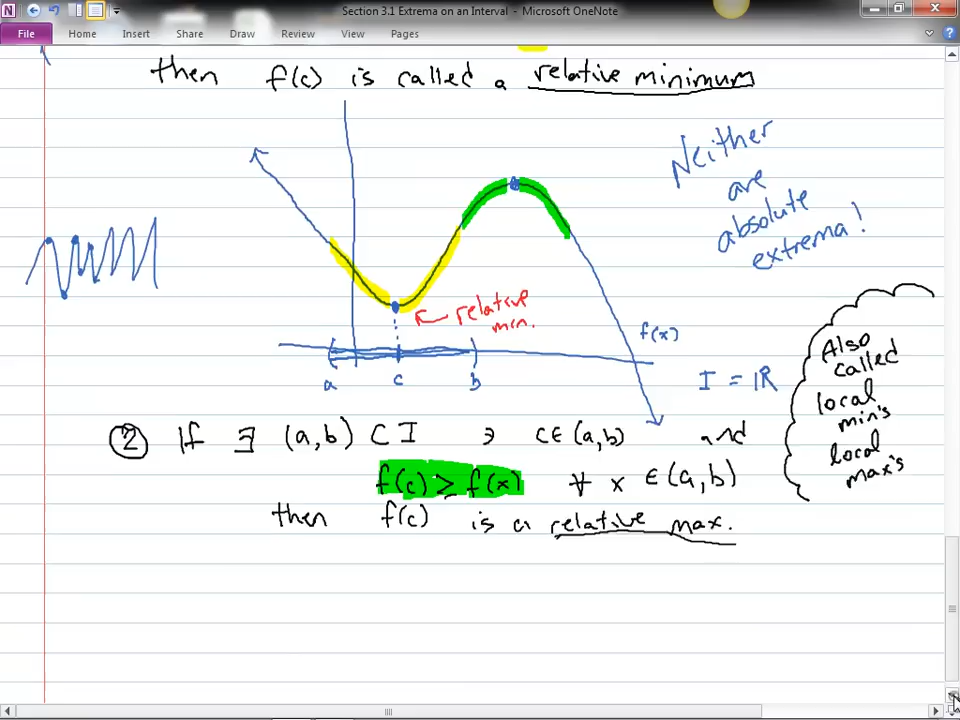 Section 3.1 Extrema on an Interval - Microsoft OneNote
File Home Insert Share Draw Review View Pages
then f(c) is called a relative minimum
Neither
are
absolute
extrema!
relative
min.
f(x)
a c b
I = ℝ
Also
called
local
min's
local
max's
② If ∃ (a,b) ⊂ I ∋ c∈(a,b) and
f(c) ≥ f(x) ∀ x ∈ (a,b)
then f(c) is a relative max.